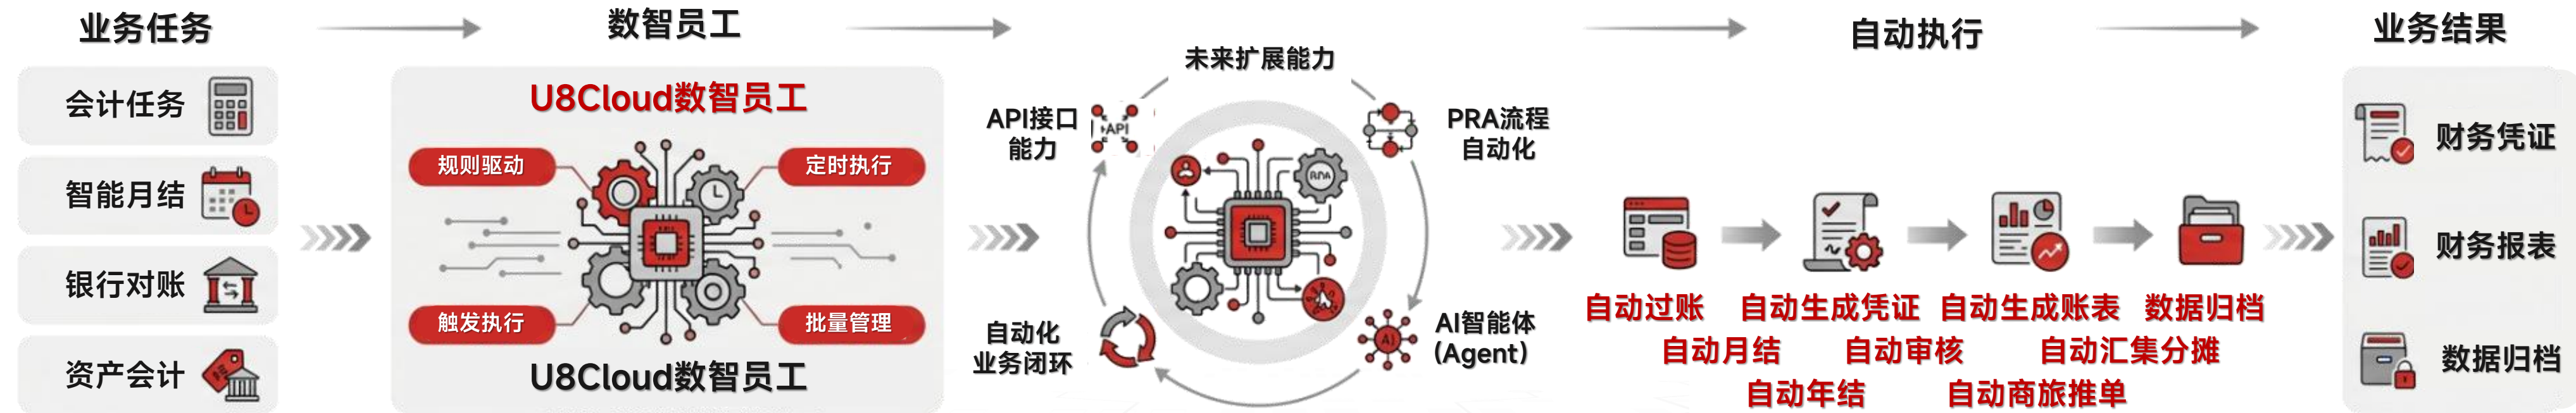 业务任务
会计任务
智能月结
银行对账
资产会计
数智员工
U8Cloud数智员工
规则驱动
定时执行
触发执行
批量管理
U8Cloud数智员工
未来扩展能力
API接口
能力
API
PRA流程
自动化
RPA
自动化
业务闭环
AI智能体
(Agent)
AI
自动执行
自动过账
自动生成凭证
自动生成账表
数据归档
自动月结
自动审核
自动汇集分摊
自动年结
自动商旅推单
业务结果
财务凭证
财务报表
数据归档